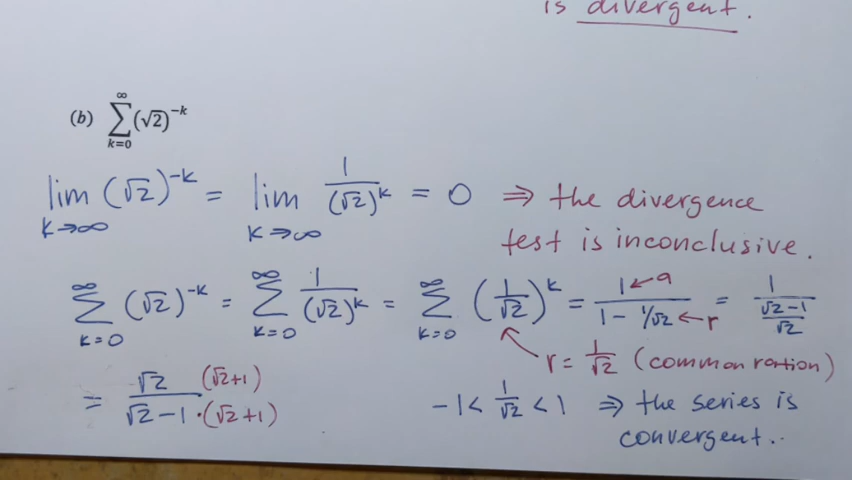 is divergent.
(b) ∑_{k=0}^{∞} (√2)^{-k}
lim_{k→∞} (√2)^{-k} = lim_{k→∞} 1/(√2)^k = 0 ⇒ the divergence
test is inconclusive.
∑_{k=0}^{∞} (√2)^{-k} = ∑_{k=0}^{∞} 1/(√2)^k = ∑_{k=0}^{∞} (1/√2)^k = 1 ← a / (1 - 1/√2 ← r) = 1/((√2-1)/√2)
r = 1/√2 (common ration)
= √2 (√2+1) / (√2-1 · (√2+1))
-1 < 1/√2 < 1 ⇒ the series is
convergent..